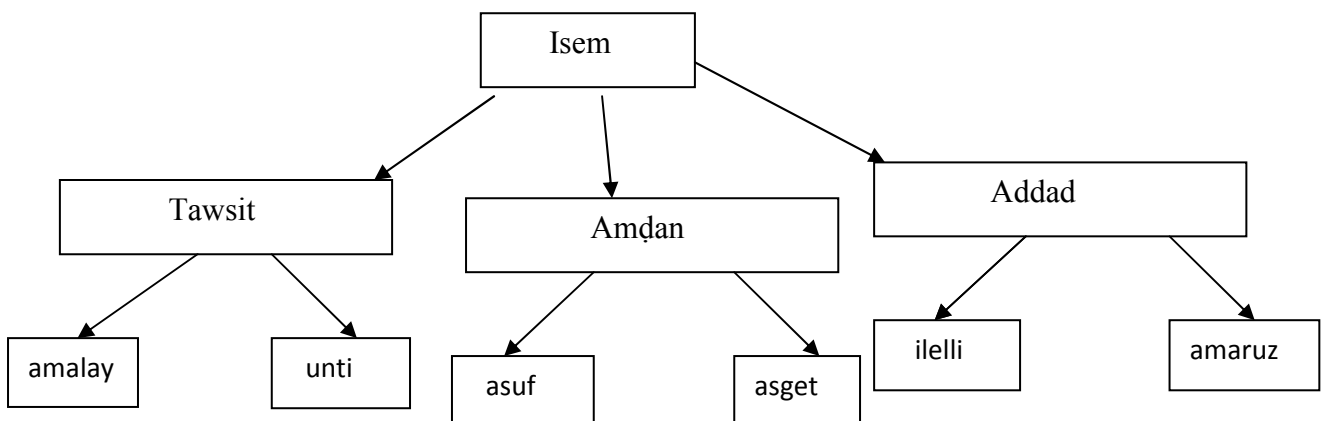 Isem
Tawsit
Amḍan
Addad
amalay
unti
asuf
asget
ilelli
amaruz